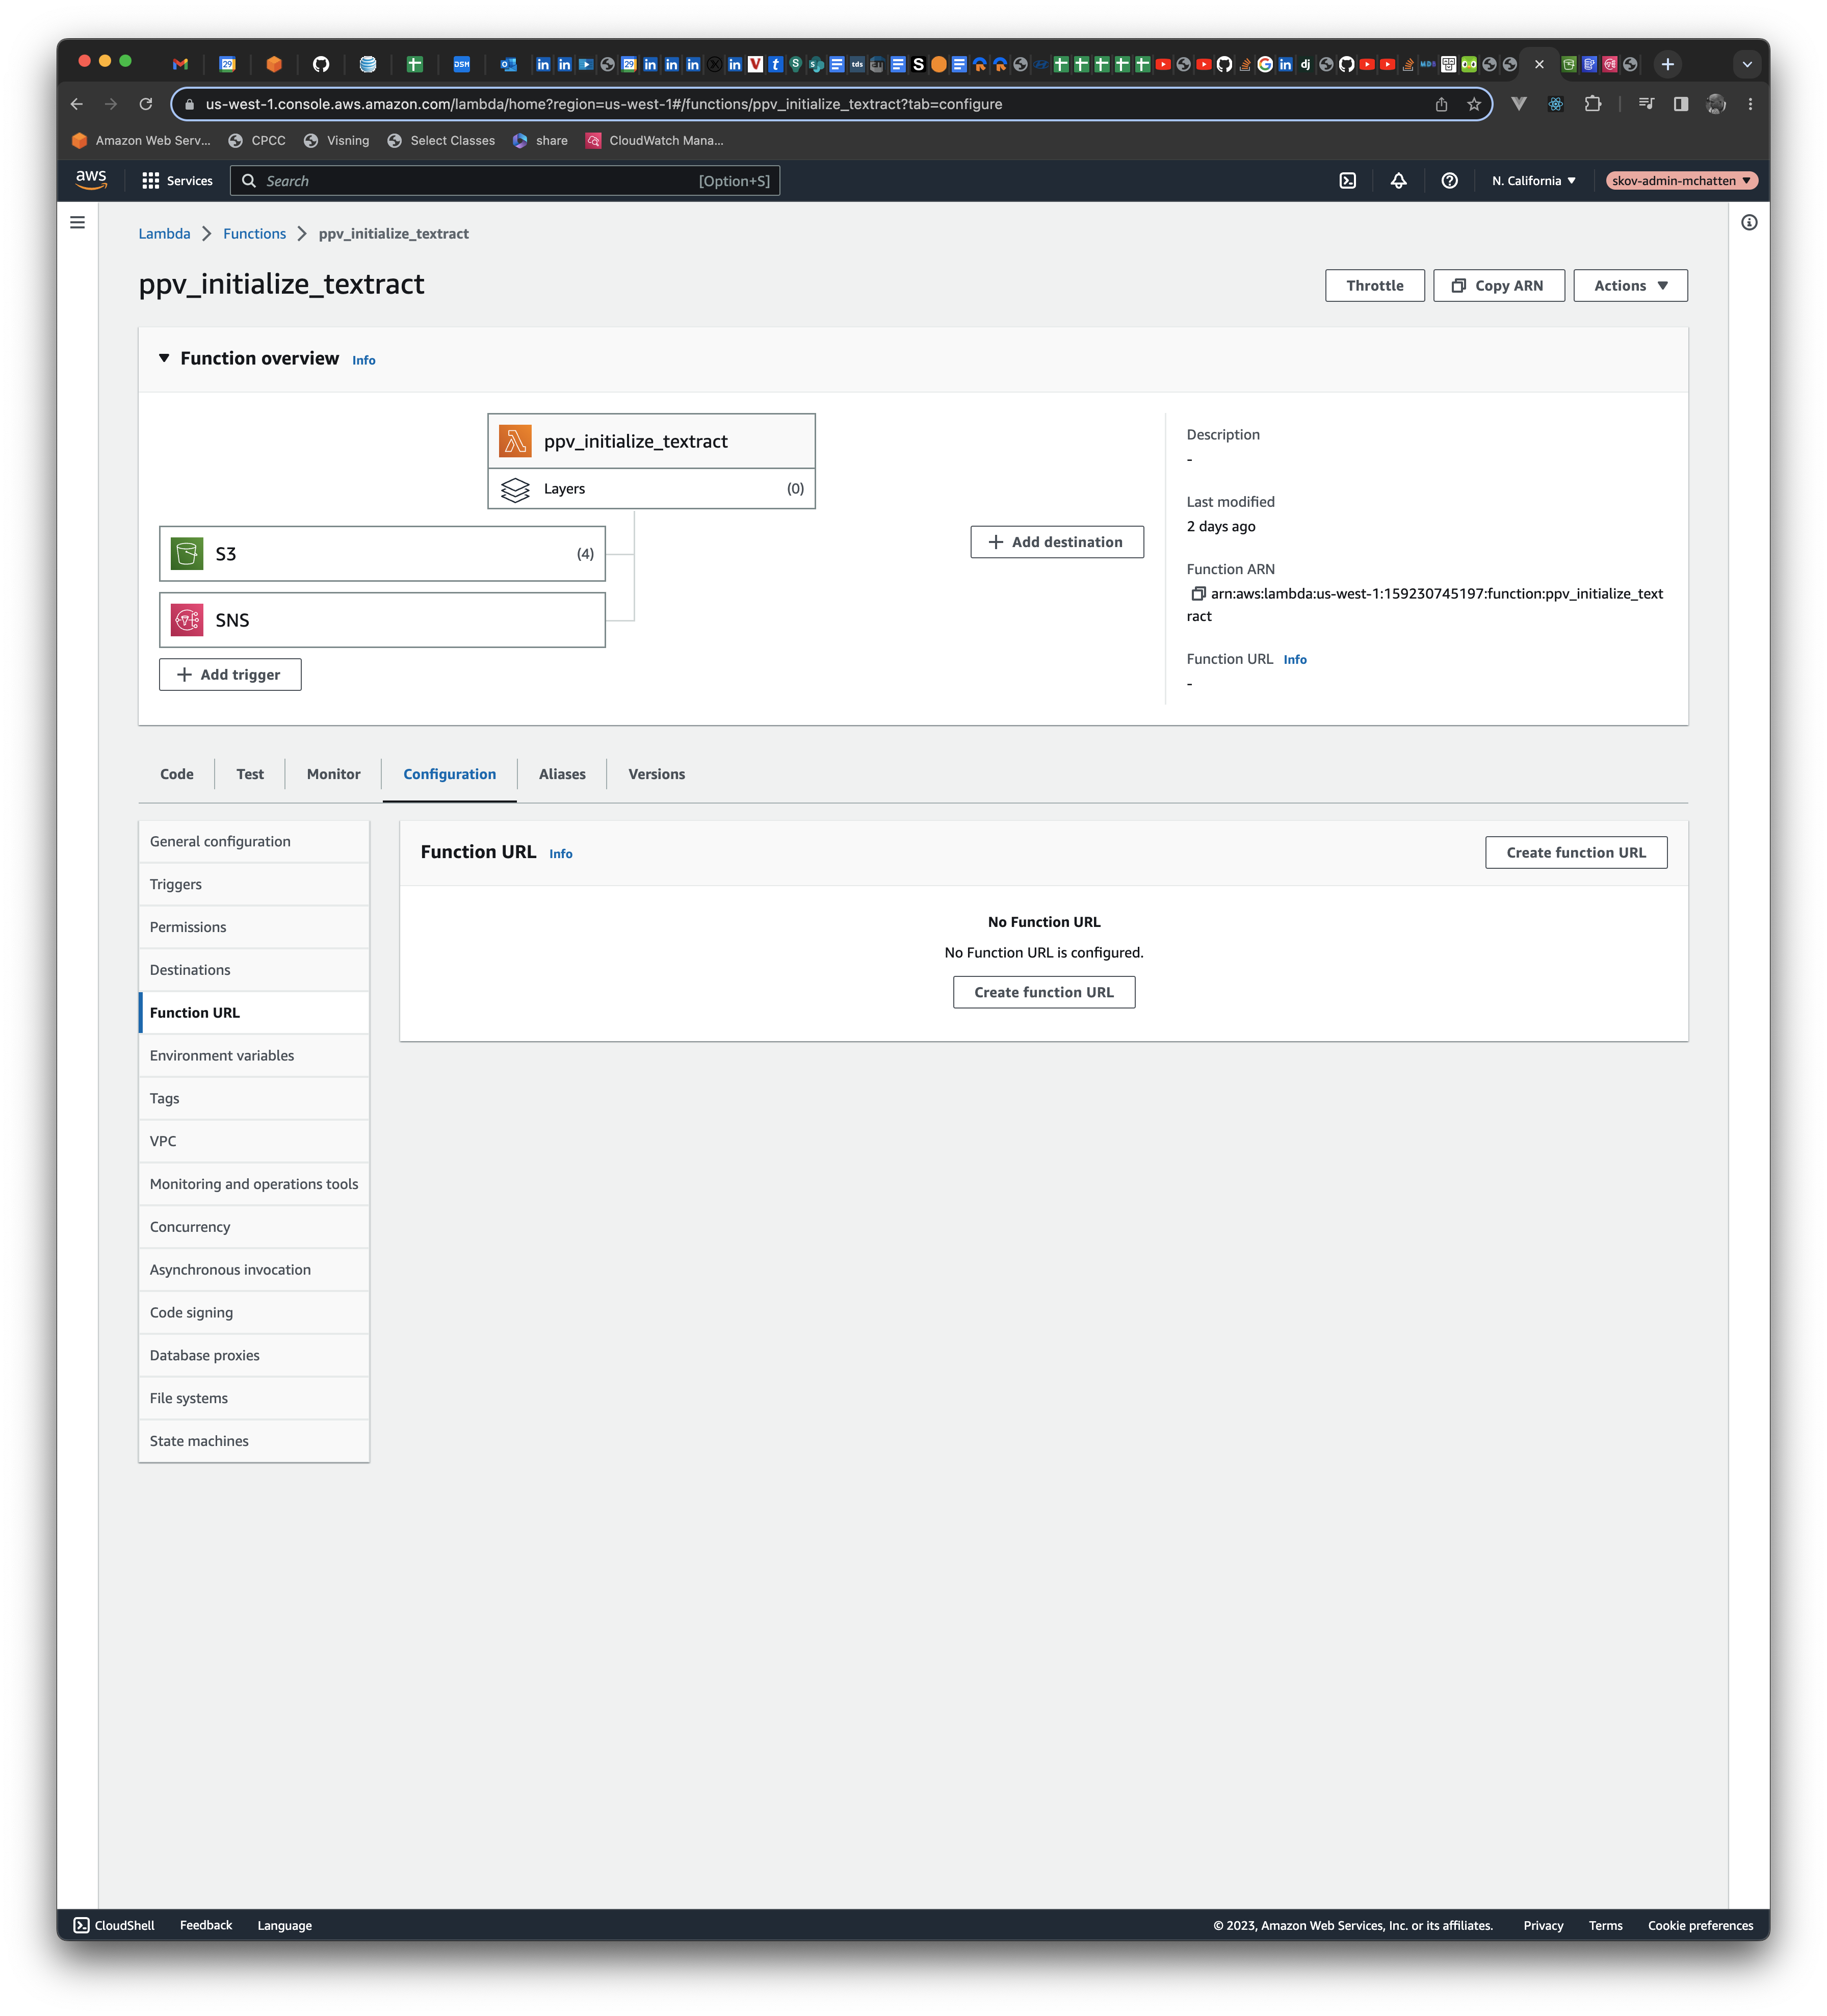 us-west-1.console.aws.amazon.com/lambda/home?region=us-west-1#/functions/ppv_initialize_textract?tab=configure
Amazon Web Serv...
CPCC
Visning
Select Classes
share
CloudWatch Mana...
aws
Services
Search
[Option+S]
N. California
skov-admin-mchatten
Lambda
Functions
ppv_initialize_textract
ppv_initialize_textract
Throttle
Copy ARN
Actions
Function overview
Info
ppv_initialize_textract
Layers
(0)
S3
(4)
SNS
Add trigger
Add destination
Description
-
Last modified
2 days ago
Function ARN
arn:aws:lambda:us-west-1:159230745197:function:ppv_initialize_text
ract
Function URL
Info
-
Code
Test
Monitor
Configuration
Aliases
Versions
General configuration
Triggers
Permissions
Destinations
Function URL
Environment variables
Tags
VPC
Monitoring and operations tools
Concurrency
Asynchronous invocation
Code signing
Database proxies
File systems
State machines
Function URL
Info
Create function URL
No Function URL
No Function URL is configured.
Create function URL
CloudShell
Feedback
Language
© 2023, Amazon Web Services, Inc. or its affiliates.
Privacy
Terms
Cookie preferences